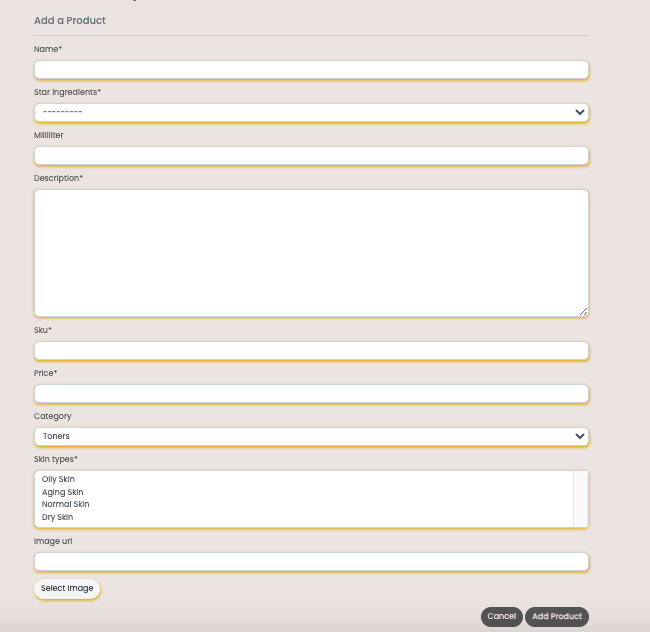 Add a Product
Name*
Star ingredients*
---------
Milliliter
Description*
Sku*
Price*
Category
Toners
Skin types*
Oily Skin
Aging Skin
Normal Skin
Dry Skin
Image url
Select Image
Cancel Add Product